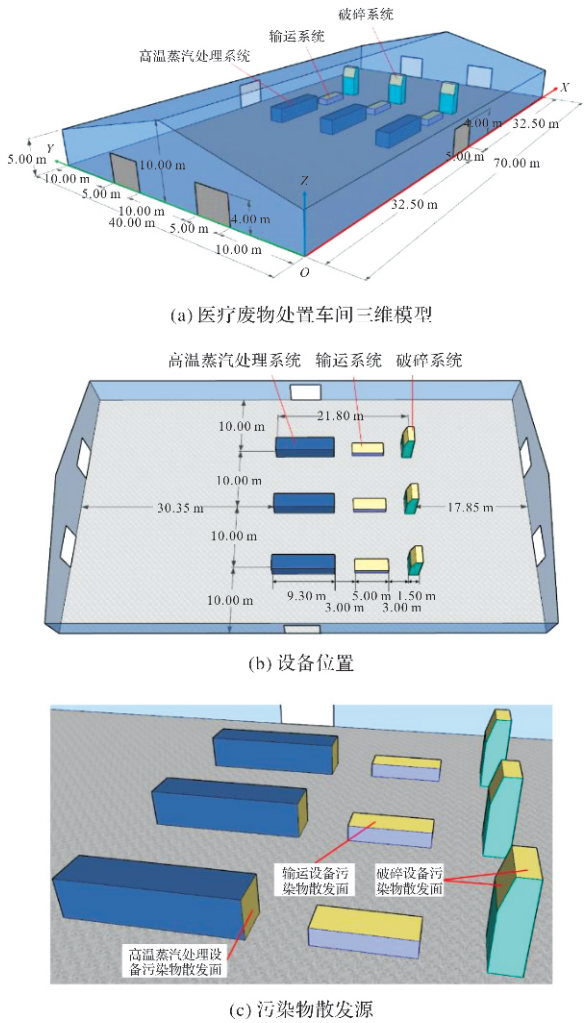 破碎系统
输运系统
高温蒸汽处理系统
X
4.00 m
32.50 m
5.00 m
70.00 m
5.00 m
Y
10.00 m
Z
10.00 m
5.00 m
32.50 m
10.00 m
4.00 m
40.00 m
5.00 m
10.00 m
O
(a) 医疗废物处置车间三维模型
高温蒸汽处理系统 输运系统 破碎系统
21.80 m
10.00 m
10.00 m
30.35 m
17.85 m
10.00 m
10.00 m
9.30 m
5.00 m
1.50 m
3.00 m
3.00 m
(b) 设备位置
输运设备污
染物散发面
破碎设备污
染物散发面
高温蒸汽处理设
备污染物散发面
(c) 污染物散发源